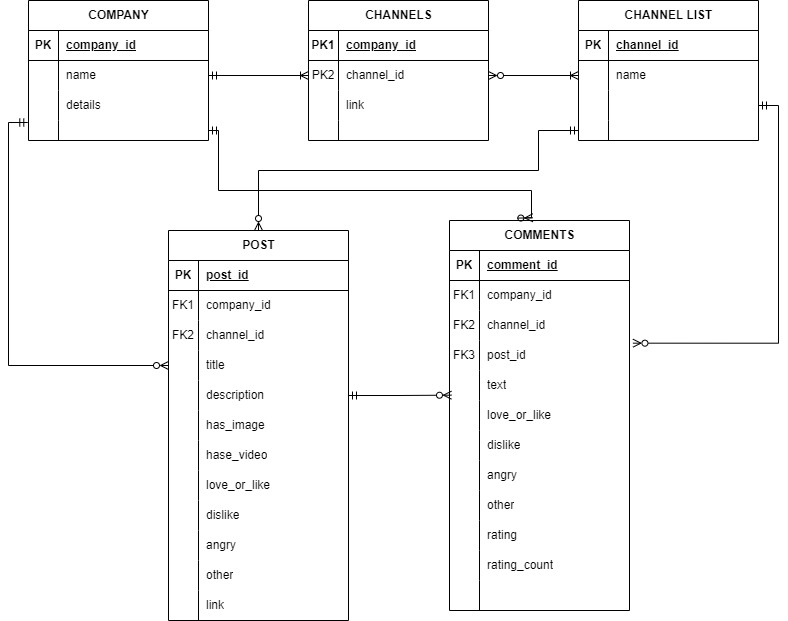 COMPANY
PK company_id
name
details
CHANNELS
PK1 company_id
PK2 channel_id
link
CHANNEL LIST
PK channel_id
name
POST
PK post_id
FK1 company_id
FK2 channel_id
title
description
has_image
hase_video
love_or_like
dislike
angry
other
link
COMMENTS
PK comment_id
FK1 company_id
FK2 channel_id
FK3 post_id
text
love_or_like
dislike
angry
other
rating
rating_count